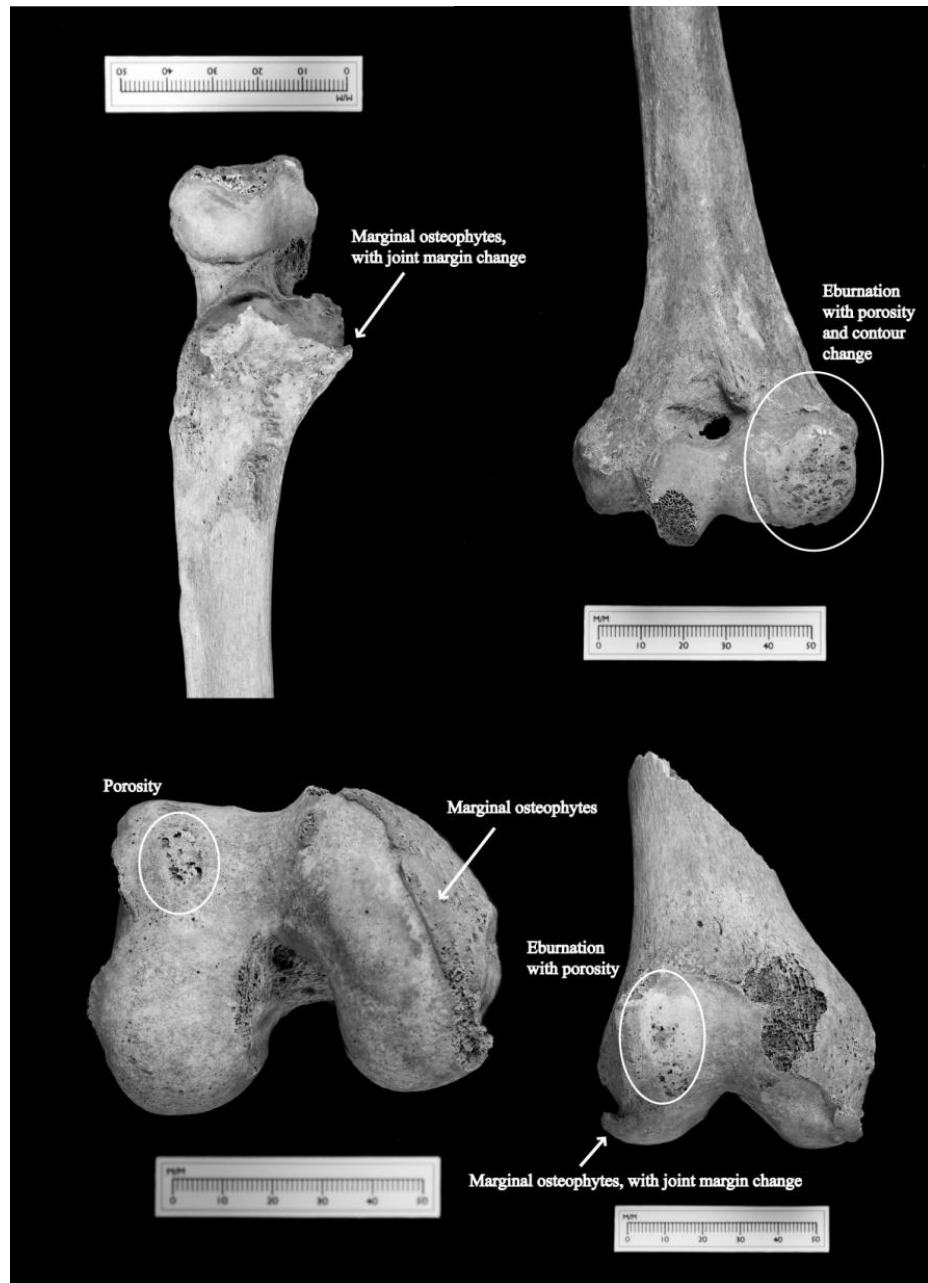 50 40 30 20 10 0
M/M
Marginal osteophytes,
with joint margin change
Eburnation
with porosity
and contour
change
M/M
0 10 20 30 40 50
Porosity
Marginal osteophytes
Eburnation
with porosity
Marginal osteophytes, with joint margin change
M/M
0 10 20 30 40 50
M/M
0 10 20 30 40 50